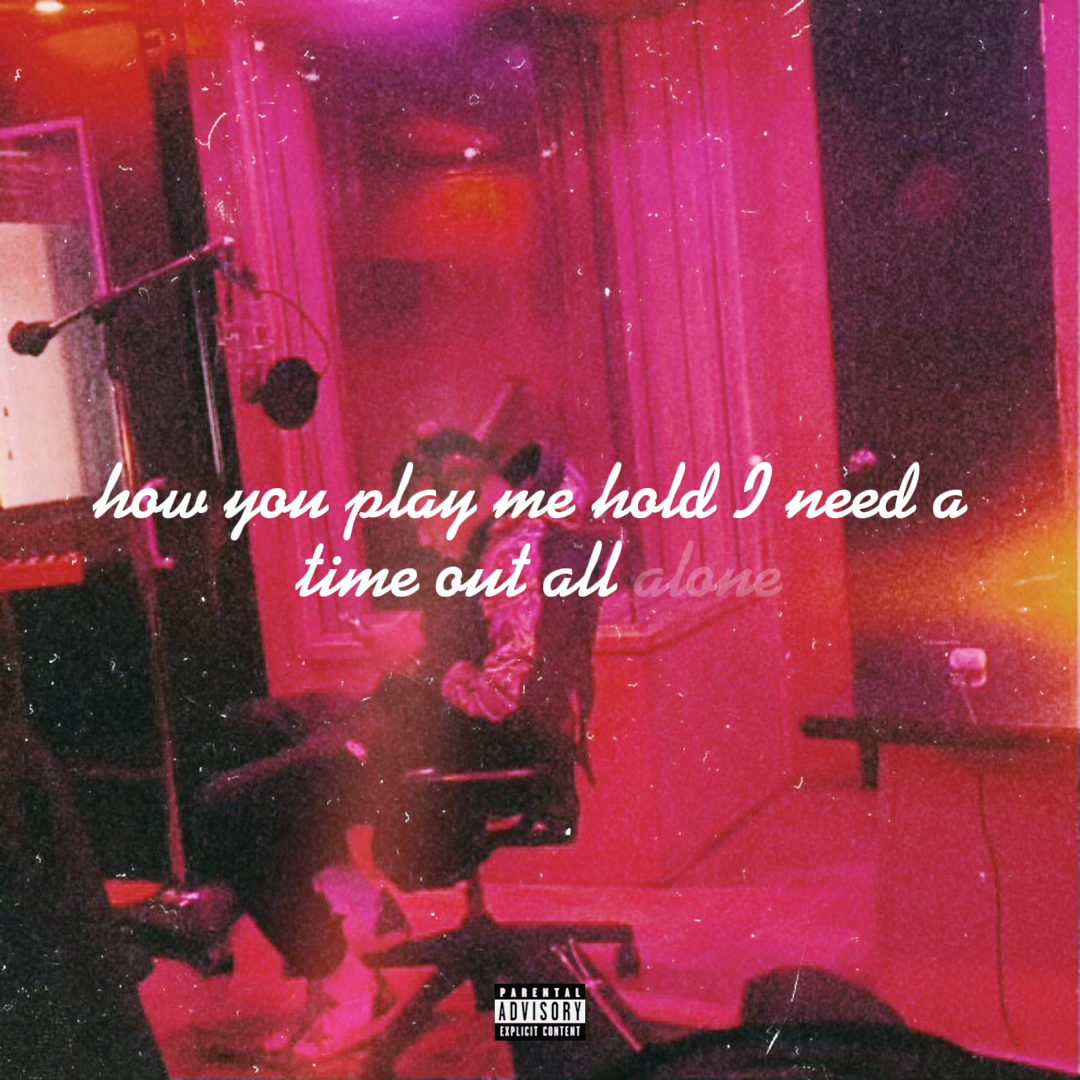 how you play me hold I need a
time out all alone
PARENTAL
ADVISORY
EXPLICIT CONTENT